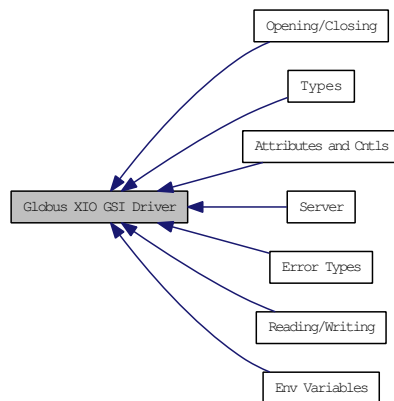 Opening/Closing
Types
Attributes and Cntls
Globus XIO GSI Driver
Server
Error Types
Reading/Writing
Env Variables